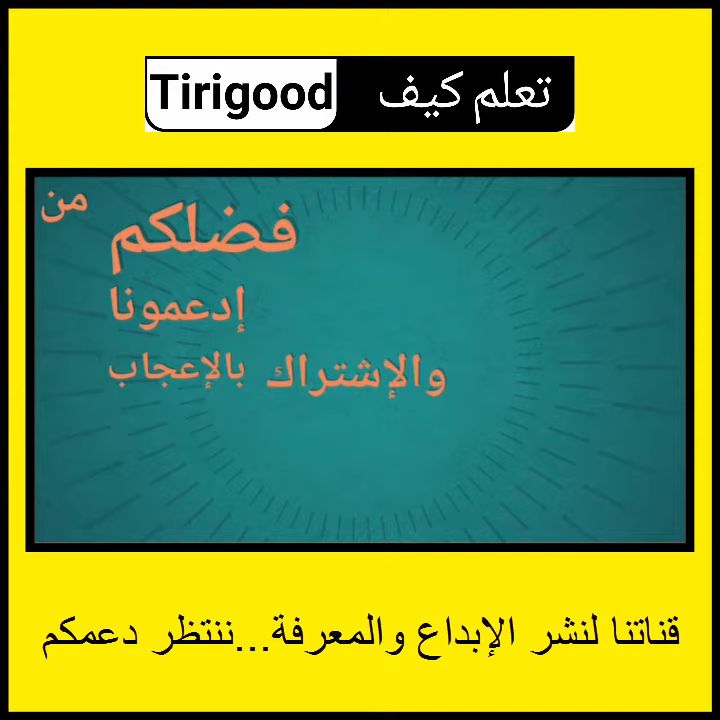 تعلم كيف Tirigood
من
فضلكم
إدعمونا
بالإعجاب والإشتراك
قناتنا لنشر الإبداع والمعرفة...ننتظر دعمكم